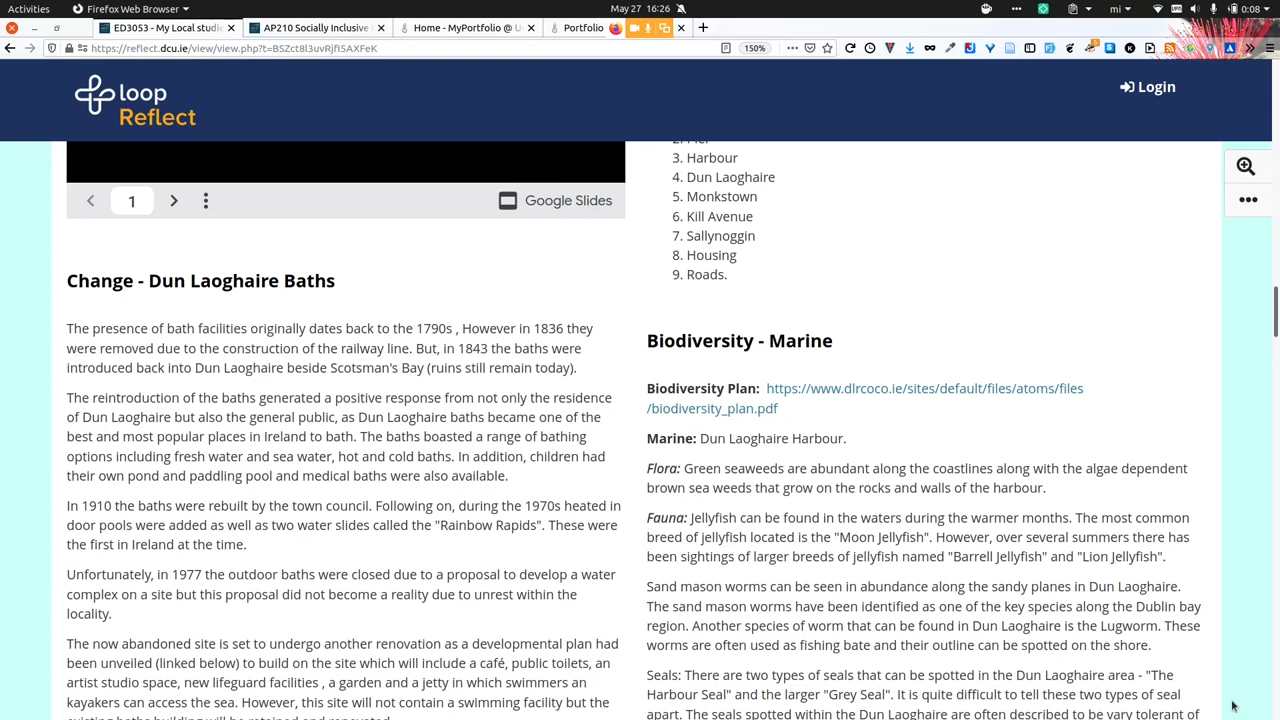 Activities
Firefox Web Browser
May 27 16:26
mi
0:08
ED3053 - My Local studi
AP210 Socially Inclusive
Home - MyPortfolio @ U
Portfolio
https://reflect.dcu.ie/view/view.php?t=BSZct8l3uvRjfI5AXFeK
150%
loop
Reflect
Login
1
Google Slides
Change - Dun Laoghaire Baths
The presence of bath facilities originally dates back to the 1790s , However in 1836 they
were removed due to the construction of the railway line. But, in 1843 the baths were
introduced back into Dun Laoghaire beside Scotsman's Bay (ruins still remain today).
The reintroduction of the baths generated a positive response from not only the residence
of Dun Laoghaire but also the general public, as Dun Laoghaire baths became one of the
best and most popular places in Ireland to bath. The baths boasted a range of bathing
options including fresh water and sea water, hot and cold baths. In addition, children had
their own pond and paddling pool and medical baths were also available.
In 1910 the baths were rebuilt by the town council. Following on, during the 1970s heated in
door pools were added as well as two water slides called the "Rainbow Rapids". These were
the first in Ireland at the time.
Unfortunately, in 1977 the outdoor baths were closed due to a proposal to develop a water
complex on a site but this proposal did not become a reality due to unrest within the
locality.
The now abandoned site is set to undergo another renovation as a developmental plan had
been unveiled (linked below) to build on the site which will include a café, public toilets, an
artist studio space, new lifeguard facilities , a garden and a jetty in which swimmers an
kayakers can access the sea. However, this site will not contain a swimming facility but the
existing baths building will be retained and renovated.
3. Harbour
4. Dun Laoghaire
5. Monkstown
6. Kill Avenue
7. Sallynoggin
8. Housing
9. Roads.
Biodiversity - Marine
Biodiversity Plan: https://www.dlrcoco.ie/sites/default/files/atoms/files
/biodiversity_plan.pdf
Marine: Dun Laoghaire Harbour.
Flora: Green seaweeds are abundant along the coastlines along with the algae dependent
brown sea weeds that grow on the rocks and walls of the harbour.
Fauna: Jellyfish can be found in the waters during the warmer months. The most common
breed of jellyfish located is the "Moon Jellyfish". However, over several summers there has
been sightings of larger breeds of jellyfish named "Barrell Jellyfish" and "Lion Jellyfish".
Sand mason worms can be seen in abundance along the sandy planes in Dun Laoghaire.
The sand mason worms have been identified as one of the key species along the Dublin bay
region. Another species of worm that can be found in Dun Laoghaire is the Lugworm. These
worms are often used as fishing bate and their outline can be spotted on the shore.
Seals: There are two types of seals that can be spotted in the Dun Laoghaire area - "The
Harbour Seal" and the larger "Grey Seal". It is quite difficult to tell these two types of seal
apart. The seals spotted within the Dun Laoghaire are often described to be vary tolerant of